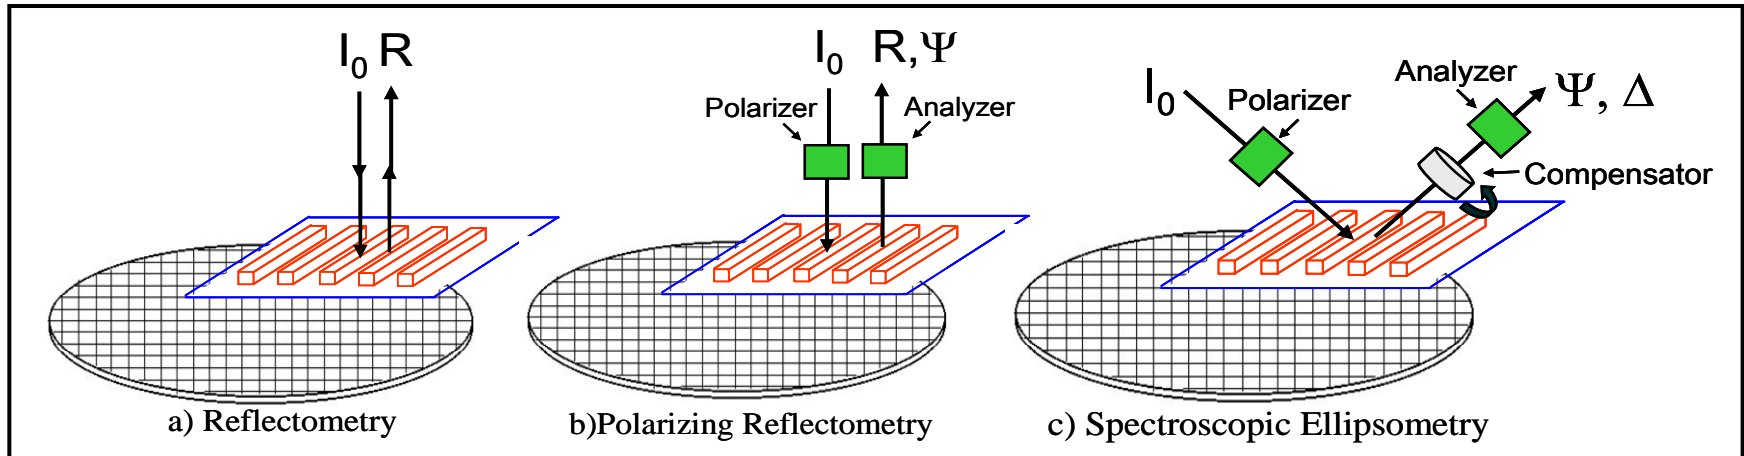 I0 R
a) Reflectometry
I0 R,Ψ
Polarizer
Analyzer
b)Polarizing Reflectometry
I0
Polarizer
Analyzer
Ψ, Δ
Compensator
c) Spectroscopic Ellipsometry